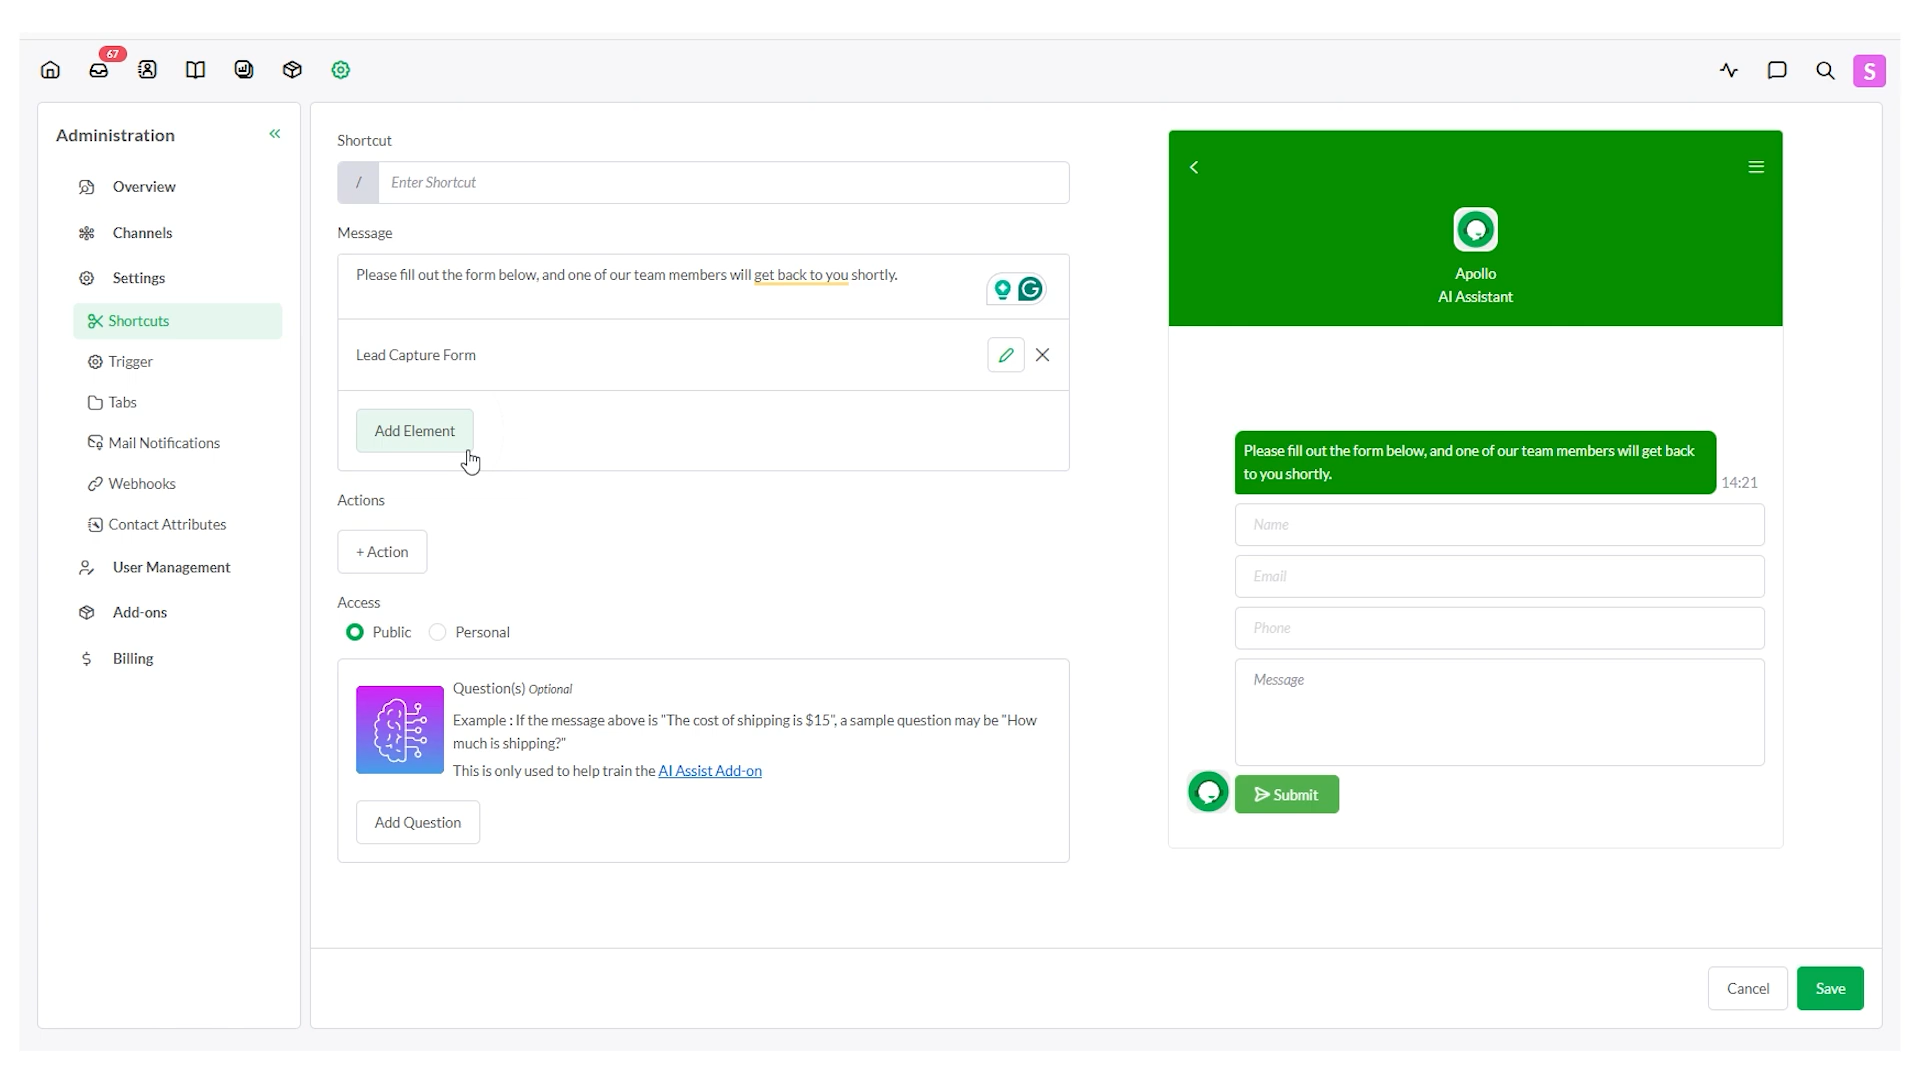 67
S
Administration
Overview
Channels
Settings
Shortcuts
Trigger
Tabs
Mail Notifications
Webhooks
Contact Attributes
User Management
Add-ons
Billing
Shortcut
/ Enter Shortcut
Message
Please fill out the form below, and one of our team members will get back to you shortly.
Lead Capture Form
Add Element
Actions
+ Action
Access
Public Personal
Question(s) Optional
Example : If the message above is "The cost of shipping is $15", a sample question may be "How
much is shipping?"
This is only used to help train the AI Assist Add-on
Add Question
Apollo
AI Assistant
Please fill out the form below, and one of our team members will get back
to you shortly.
14:21
Name
Email
Phone
Message
Submit
Cancel
Save